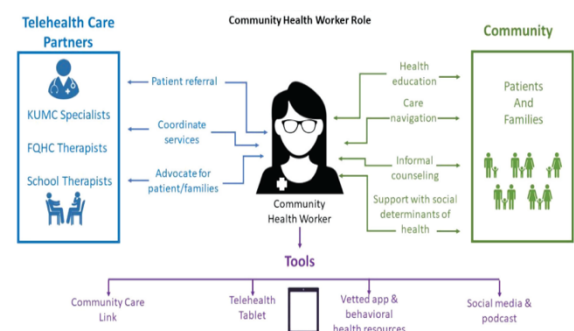 Community Health Worker Role
Telehealth Care
Partners
KUMC Specialists
FQHC Therapists
School Therapists
Patient referral
Coordinate
services
Advocate for
patient/families
Community
Health Worker
Health
education
Care
navigation
Informal
counseling
Support with social
determinants of
health
Community
Patients
And
Families
Tools
Community Care
Link
Telehealth
Tablet
Vetted app &
behavioral
health resources
Social media &
podcast